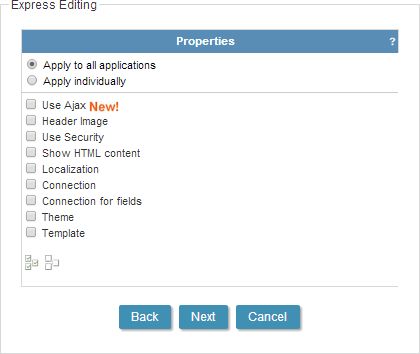 Express Editing
Properties ?
Apply to all applications
Apply individually
Use Ajax New!
Header Image
Use Security
Show HTML content
Localization
Connection
Connection for fields
Theme
Template
Back Next Cancel